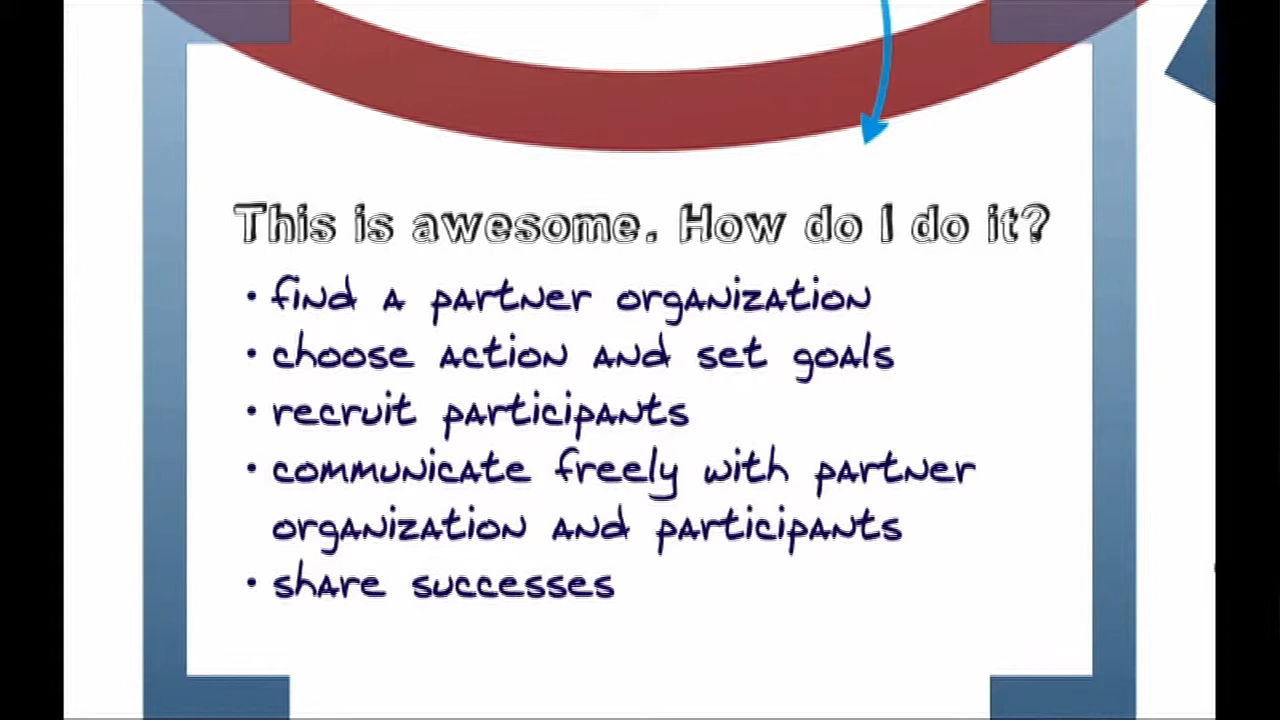 This is awesome. How do I do it?
• find a partner organization
• choose action and set goals
• recruit participants
• communicate freely with partner
organization and participants
• share successes